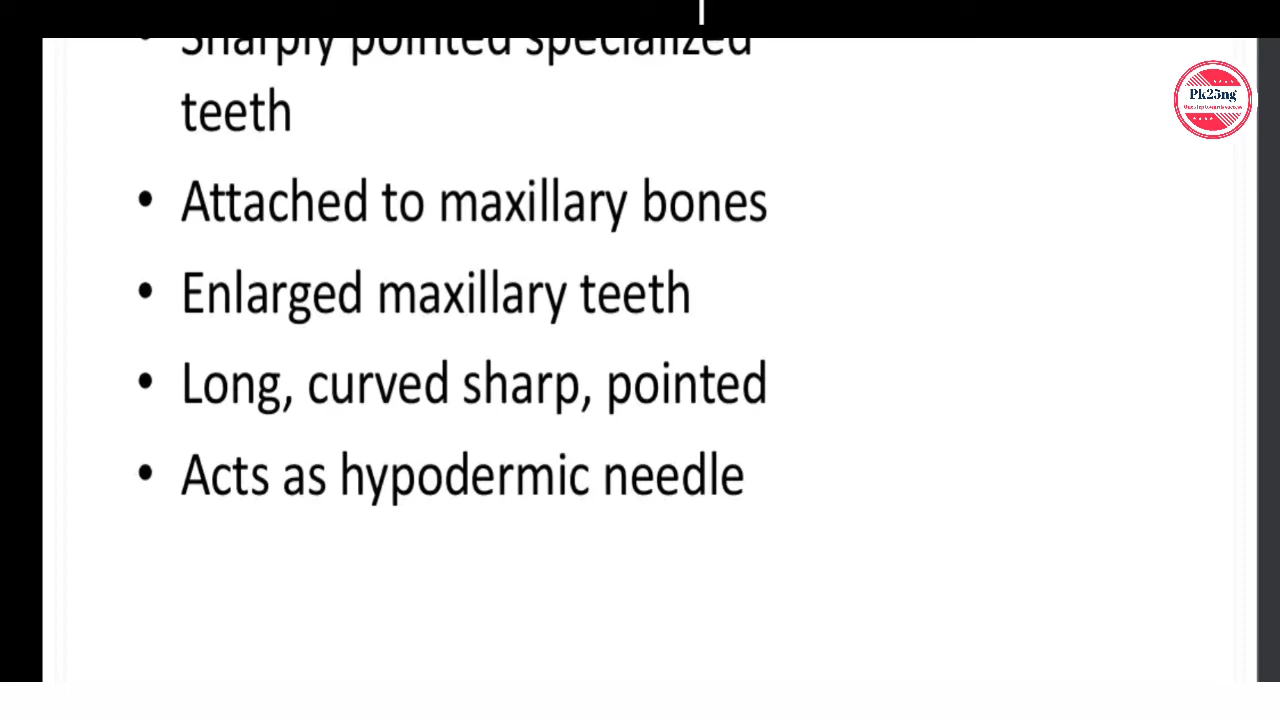 • Sharply pointed specialized
teeth
• Attached to maxillary bones
• Enlarged maxillary teeth
• Long, curved sharp, pointed
• Acts as hypodermic needle
Pk25ng